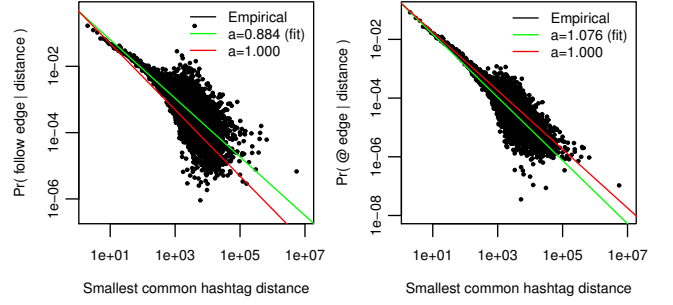 Pr( follow edge | distance )
1e-02
1e-04
1e-06
Empirical
a=0.884 (fit)
a=1.000
1e+01 1e+03 1e+05 1e+07
Smallest common hashtag distance
Pr( @ edge | distance )
1e-02
1e-04
1e-06
1e-08
Empirical
a=1.076 (fit)
a=1.000
1e+01 1e+03 1e+05 1e+07
Smallest common hashtag distance